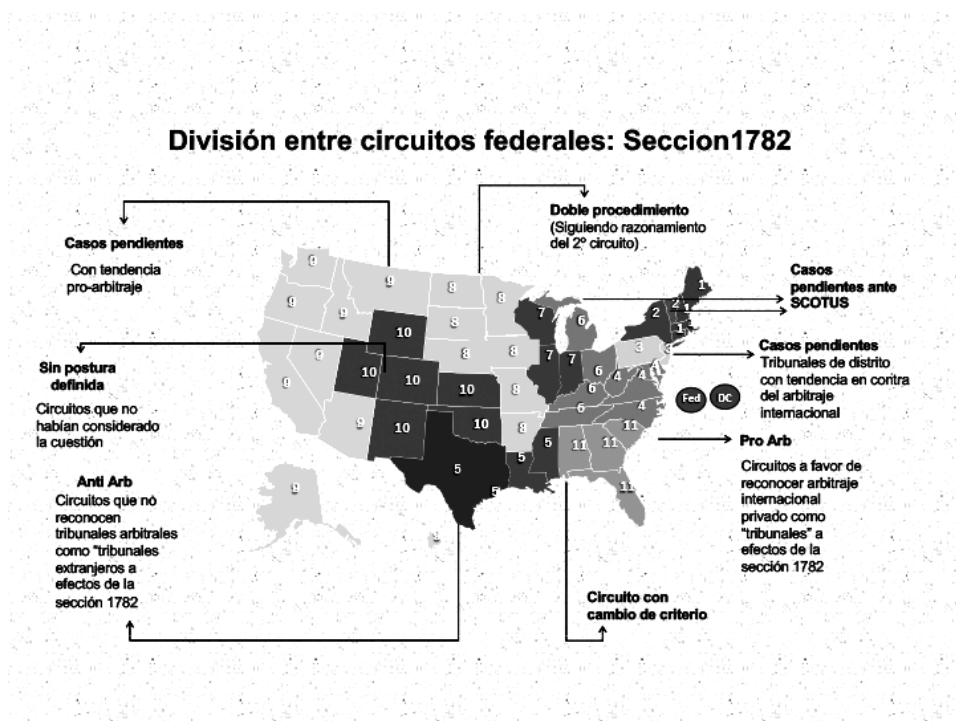 División entre circuitos federales: Seccion1782
Casos pendientes
Con tendencia
pro-arbitraje
Doble procedimiento
(Siguiendo razonamiento
del 2º circuito)
Casos
pendientes ante
SCOTUS
Casos pendientes
Tribunales de distrito
con tendencia en contra
del arbitraje
internacional
Sin postura
definida
Circuitos que no
habían considerado
la cuestión
Pro Arb
Circuitos a favor de
reconocer arbitraje
internacional
privado como
"tribunales" a
efectos de la
sección 1782
Anti Arb
Circuitos que no
reconocen
tribunales arbitrales
como "tribunales
extranjeros a
efectos de la
sección 1782
Circuito con
cambio de criterio
9
9
8
8
7
6
2
2
1
1
9
9
10
8
1
9
9
10
10
10
8
8
7
7
6
6
4
4
3
3
Fed
DC
9
10
10
8
6
4
5
5
5
5
11
11
11
11
9